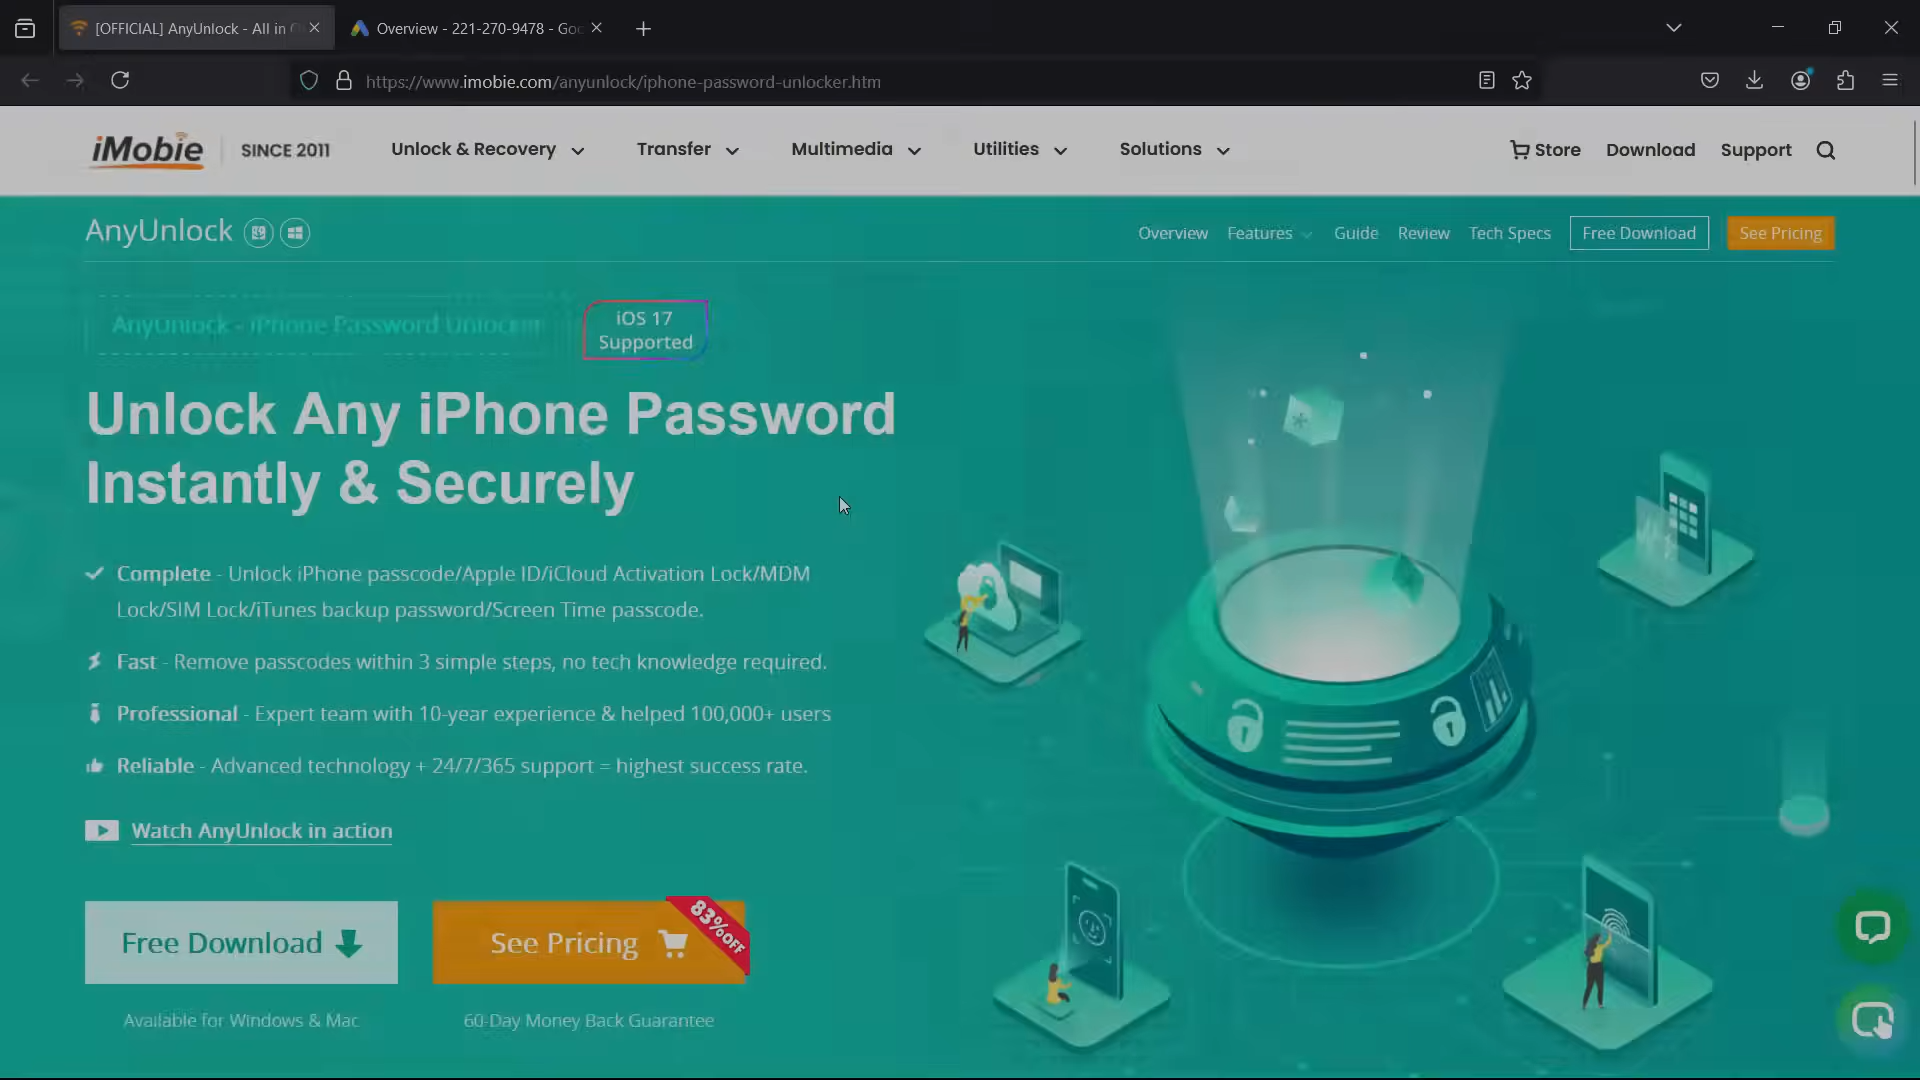 [OFFICIAL] AnyUnlock - All in
Overview - 221-270-9478 - Goo
https://www.imobie.com/anyunlock/iphone-password-unlocker.htm
iMobie
SINCE 2011
Unlock & Recovery
Transfer
Multimedia
Utilities
Solutions
Store
Download
Support
AnyUnlock
Overview
Features
Guide
Review
Tech Specs
Free Download
See Pricing
AnyUnlock - iPhone Password Unlocker
iOS 17
Supported
Unlock Any iPhone Password
Instantly & Securely
Complete - Unlock iPhone passcode/Apple ID/iCloud Activation Lock/MDM
Lock/SIM Lock/iTunes backup password/Screen Time passcode.
Fast - Remove passcodes within 3 simple steps, no tech knowledge required.
Professional - Expert team with 10-year experience & helped 100,000+ users
Reliable - Advanced technology + 24/7/365 support = highest success rate.
Watch AnyUnlock in action
Free Download
See Pricing
83%OFF
Available for Windows & Mac
60-Day Money Back Guarantee